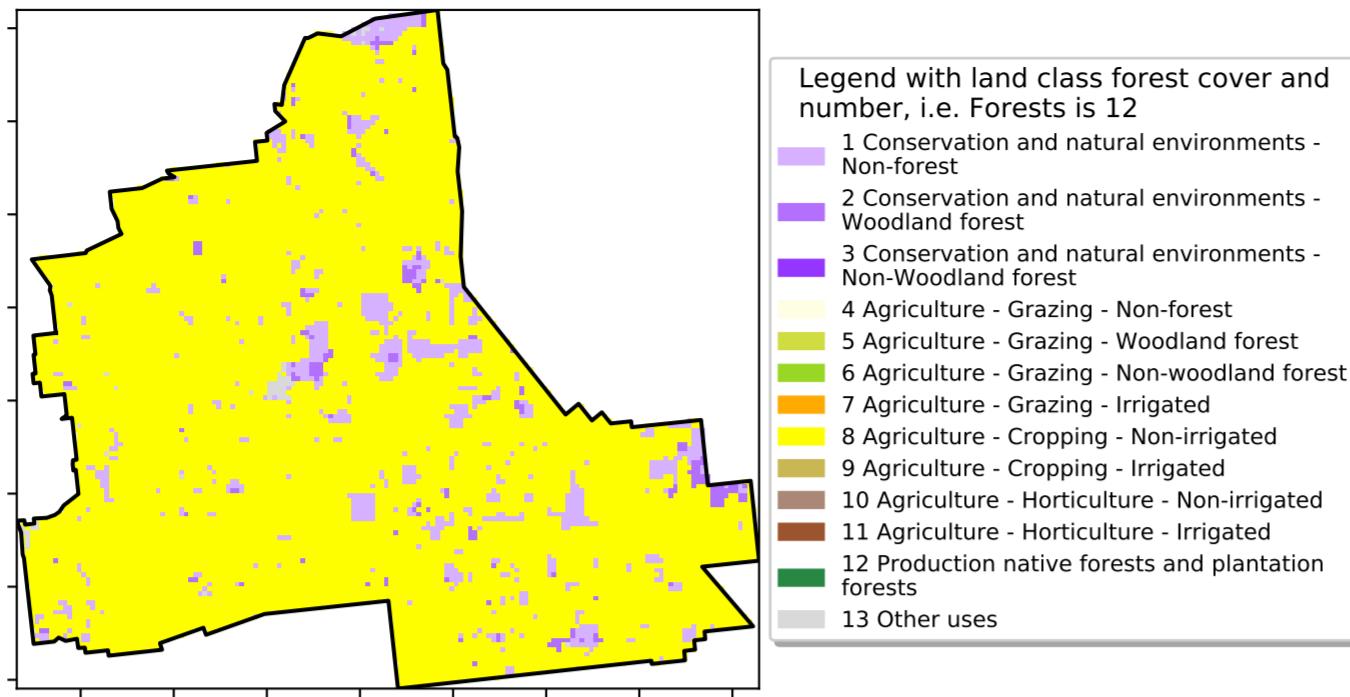 Legend with land class forest cover and
number, i.e. Forests is 12
1 Conservation and natural environments -
Non-forest
2 Conservation and natural environments -
Woodland forest
3 Conservation and natural environments -
Non-Woodland forest
4 Agriculture - Grazing - Non-forest
5 Agriculture - Grazing - Woodland forest
6 Agriculture - Grazing - Non-woodland forest
7 Agriculture - Grazing - Irrigated
8 Agriculture - Cropping - Non-irrigated
9 Agriculture - Cropping - Irrigated
10 Agriculture - Horticulture - Non-irrigated
11 Agriculture - Horticulture - Irrigated
12 Production native forests and plantation
forests
13 Other uses